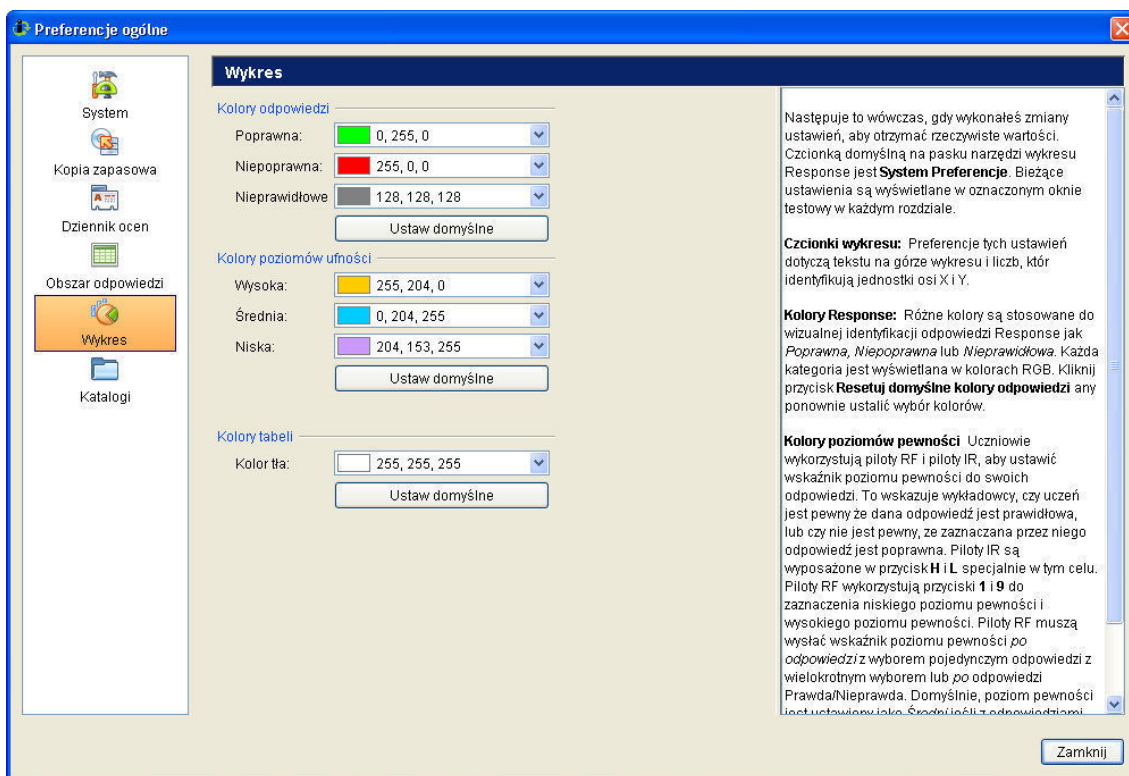 Preferencje ogólne
System
Kopia zapasowa
Dziennik ocen
Obszar odpowiedzi
Wykres
Katalogi
Wykres
Kolory odpowiedzi
Poprawna: 0, 255, 0
Niepoprawna: 255, 0, 0
Nieprawidłowe 128, 128, 128
Ustaw domyślne
Kolory poziomów ufności
Wysoka: 255, 204, 0
Średnia: 0, 204, 255
Niska: 204, 153, 255
Ustaw domyślne
Kolory tabeli
Kolor tła: 255, 255, 255
Ustaw domyślne
Następuje to wówczas, gdy wykonałeś zmiany
ustawień, aby otrzymać rzeczywiste wartości.
Czcionką domyślną na pasku narzędzi wykresu
Response jest System Preferencje. Bieżące
ustawienia są wyświetlane w oznaczonym oknie
testowy w każdym rozdziale.
Czcionki wykresu: Preferencje tych ustawień
dotyczą tekstu na górze wykresu i liczb, któr
identyfikują jednostki osi X i Y.
Kolory Response: Różne kolory są stosowane do
wizualnej identyfikacji odpowiedzi Response jak
Poprawna, Niepoprawna lub Nieprawidłowa. Każda
kategoria jest wyświetlana w kolorach RGB. Kliknij
przycisk Resetuj domyślne kolory odpowiedzi any
ponownie ustalić wybór kolorów.
Kolory poziomów pewności Uczniowie
wykorzystują piloty RF i piloty IR, aby ustawić
wskaźnik poziomu pewności do swoich
odpowiedzi. To wskazuje wykładowcy, czy uczeń
jest pewny że dana odpowiedź jest prawidłowa,
lub czy nie jest pewny, ze zaznaczana przez niego
odpowiedź jest poprawna. Piloty IR są
wyposażone w przycisk H i L specjalnie w tym celu.
Piloty RF wykorzystują przyciski 1 i 9 do
zaznaczenia niskiego poziomu pewności i
wysokiego poziomu pewności. Piloty RF muszą
wysłać wskaźnik poziomu pewności po
odpowiedzi z wyborem pojedynczym odpowiedzi z
wielokrotnym wyborem lub po odpowiedzi
Prawda/Nieprawda. Domyślnie, poziom pewności
jest ustawiony jako Średni jeśli z odpowiedziami
Zamknij